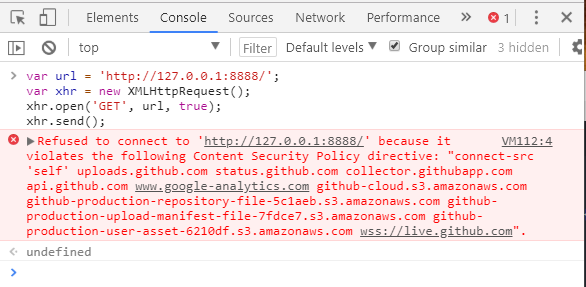 Elements Console Sources Network Performance » 1
top Filter Default levels Group similar 3 hidden
var url = 'http://127.0.0.1:8888/';
var xhr = new XMLHttpRequest();
xhr.open('GET', url, true);
xhr.send();
Refused to connect to 'http://127.0.0.1:8888/' because it VM112:4
violates the following Content Security Policy directive: "connect-src
'self' uploads.github.com status.github.com collector.githubapp.com
api.github.com www.google-analytics.com github-cloud.s3.amazonaws.com
github-production-repository-file-5c1aeb.s3.amazonaws.com github-
production-upload-manifest-file-7fdce7.s3.amazonaws.com github-
production-user-asset-6210df.s3.amazonaws.com wss://live.github.com".
undefined